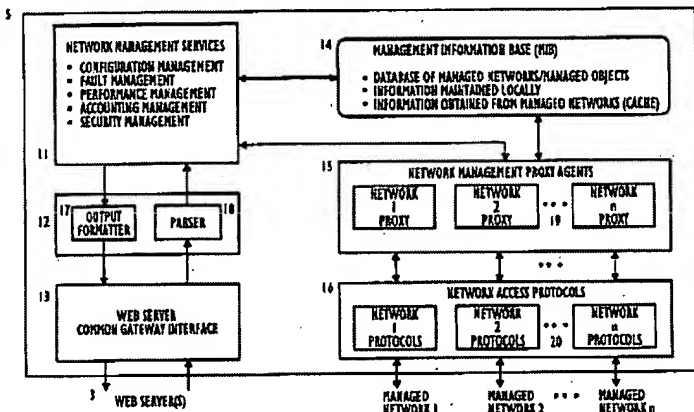 5
NETWORK MANAGEMENT SERVICES
• CONFIGURATION MANAGEMENT
• FAULT MANAGEMENT
• PERFORMANCE MANAGEMENT
• ACCOUNTING MANAGEMENT
• SECURITY MANAGEMENT
11
14
MANAGEMENT INFORMATION BASE (MIB)
• DATABASE OF MANAGED NETWORKS/MANAGED OBJECTS
• INFORMATION MAINTAINED LOCALLY
• INFORMATION OBTAINED FROM MANAGED NETWORKS (CACHE)
15
NETWORK MANAGEMENT PROXY AGENTS
NETWORK
1
PROXY
NETWORK
2
PROXY
• • •
19
NETWORK
n
PROXY
12
17
OUTPUT
FORMATTER
PARSER
18
• • •
16
NETWORK ACCESS PROTOCOLS
NETWORK
1
PROTOCOLS
NETWORK
2
PROTOCOLS
• • •
20
NETWORK
n
PROTOCOLS
13
WEB SERVER
COMMON GATEWAY INTERFACE
3
WEB SERVER(S)
MANAGED
NETWORK 1
MANAGED
NETWORK 2
• • •
MANAGED
NETWORK n